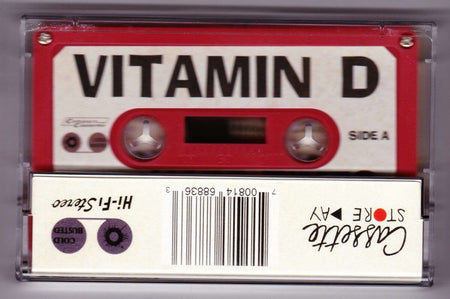 VITAMIN D
SIDE A
Cassette
STORE DAY
7 00814 68836 3
Hi-Fi Stereo
COLD
BUSTED